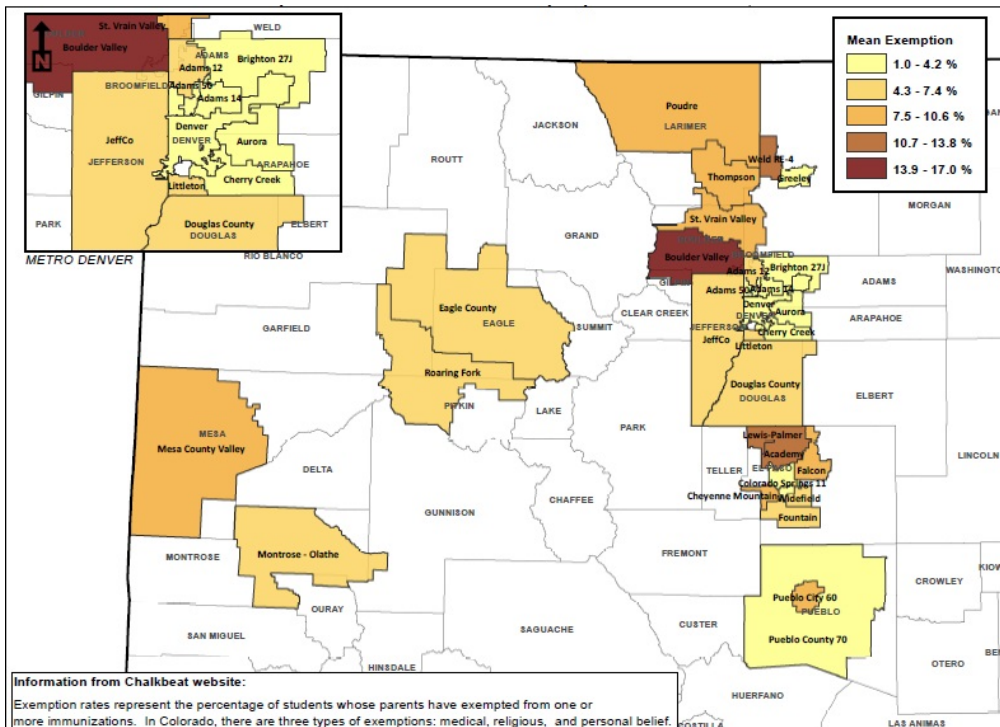 St. Vrain Valley
WELD
Boulder Valley
ADAMS
Adams 12
Brighton 27J
N
GILPIN
BROOMFIELD
Adams 50
Adams 14
Denver
DENVER
Aurora
JeffCo
JEFFERSON
ARAPAHOE
Cherry Creek
Littleton
PARK
Douglas County
DOUGLAS
ELBERT
METRO DENVER
Mean Exemption
1.0 - 4.2 %
4.3 - 7.4 %
7.5 - 10.6 %
10.7 - 13.8 %
13.9 - 17.0 %
Poudre
LARIMER
JACKSON
ROUTT
Weld RE-4
Thompson
Greeley
MORGAN
St. Vrain Valley
GRAND
RIO BLANCO
Boulder Valley
Adams 12
Brighton 27J
ADAMS
WASHINGTO
Adams 50
Adams 14
Eagle County
EAGLE
SUMMIT
CLEAR CREEK
Denver
DENVER
Aurora
ARAPAHOE
GARFIELD
JEFFERSON
JeffCo
Cherry Creek
Littleton
Roaring Fork
Douglas County
DOUGLAS
ELBERT
PITKIN
LAKE
PARK
MESA
Mesa County Valley
Lewis-Palmer
Academy
DELTA
TELLER
Falcon
LINCOLN
Colorado Springs 11
Cheyenne Mountain
Widefield
CHAFFEE
GUNNISON
Fountain
MONTROSE
Montrose - Olathe
FREMONT
CROWLEY
KIOW
Pueblo City 60
PUEBLO
OURAY
SAN MIGUEL
SAGUACHE
CUSTER
Pueblo County 70
OTERO
HINSDALE
HUERFANO
LAS ANIMAS
COSTILLA
Information from Chalkbeat website:
Exemption rates represent the percentage of students whose parents have exempted from one or
more immunizations. In Colorado, there are three types of exemptions: medical, religious, and personal belief.